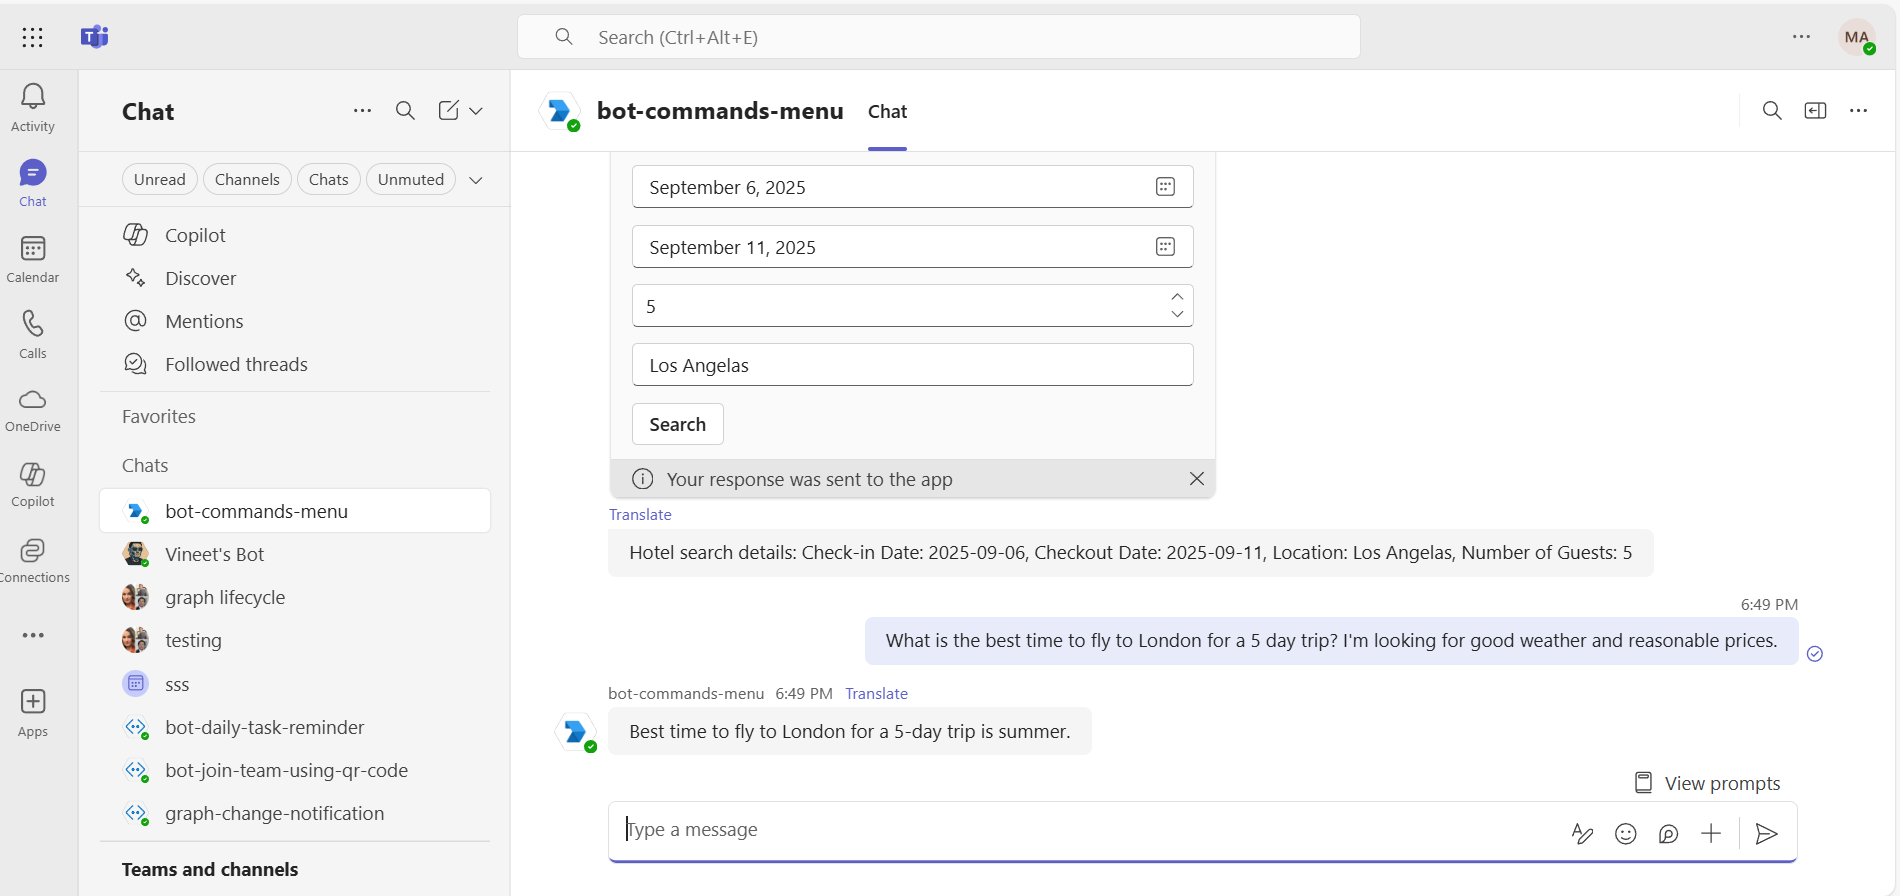 Search (Ctrl+Alt+E)
MA
Activity
Chat
Calendar
Calls
OneDrive
Copilot
Connections
Apps
Chat
Unread
Channels
Chats
Unmuted
Copilot
Discover
Mentions
Followed threads
Favorites
Chats
bot-commands-menu
Vineet's Bot
graph lifecycle
testing
sss
bot-daily-task-reminder
bot-join-team-using-qr-code
graph-change-notification
Teams and channels
bot-commands-menu
Chat
September 6, 2025
September 11, 2025
5
Los Angelas
Search
Your response was sent to the app
Translate
Hotel search details: Check-in Date: 2025-09-06, Checkout Date: 2025-09-11, Location: Los Angelas, Number of Guests: 5
6:49 PM
What is the best time to fly to London for a 5 day trip? I'm looking for good weather and reasonable prices.
bot-commands-menu 6:49 PM Translate
Best time to fly to London for a 5-day trip is summer.
View prompts
Type a message